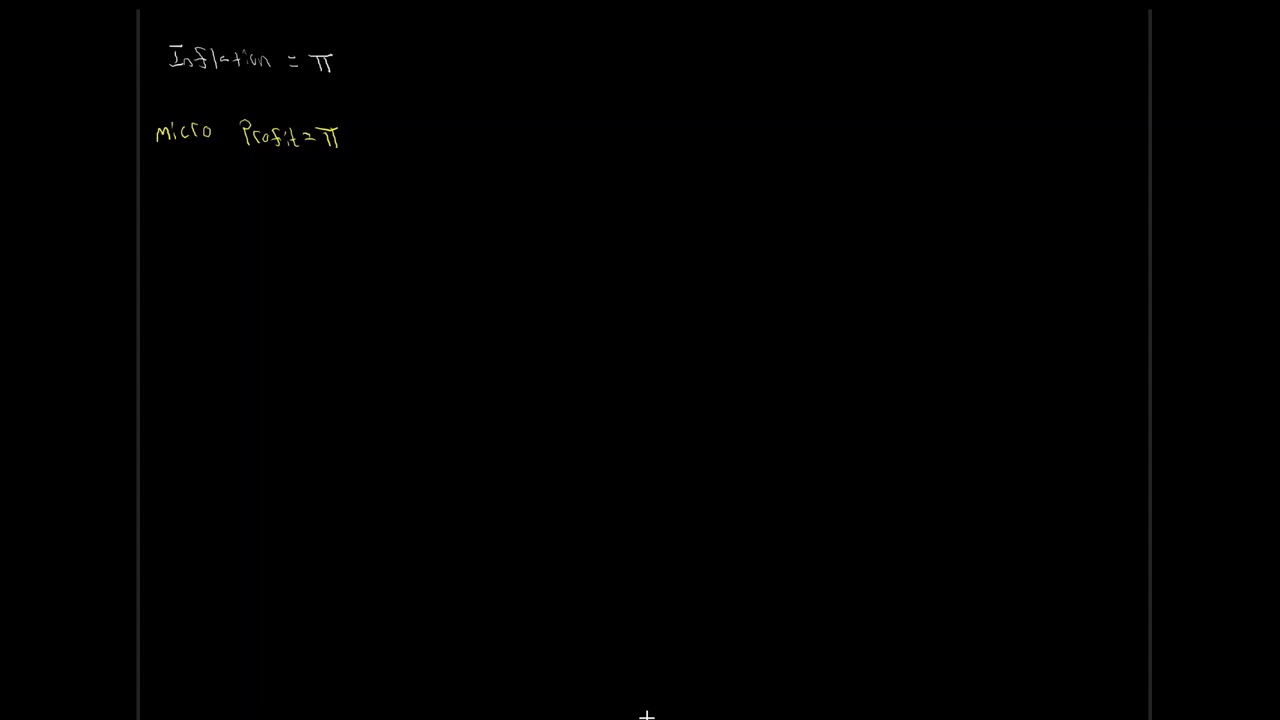 Inflation = π
micro Profit = π